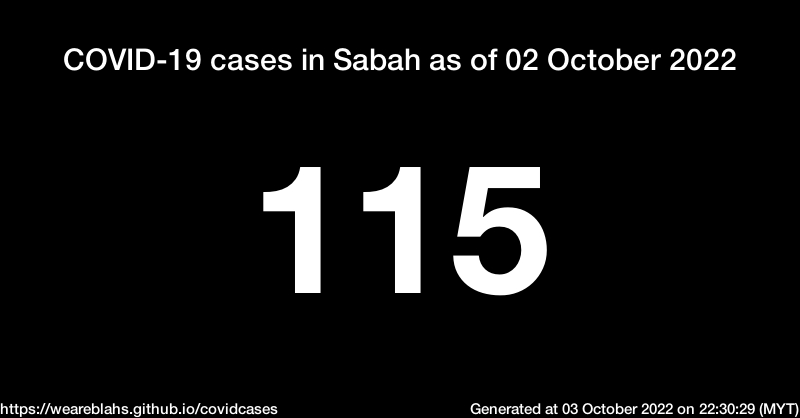 COVID-19 cases in Sabah as of 02 October 2022
115
https://weareblahs.github.io/covidcases
Generated at 03 October 2022 on 22:30:29 (MYT)